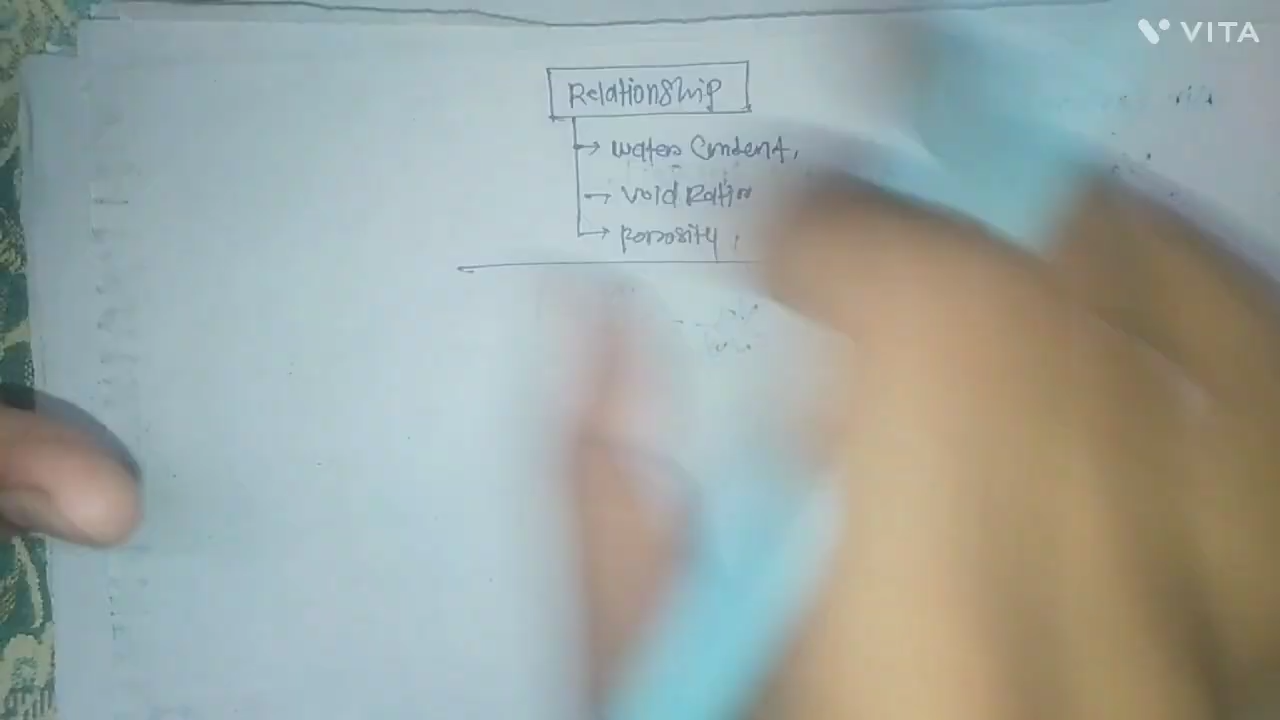 VITA
Relationship
water Content,
Void Ratio
porosity,